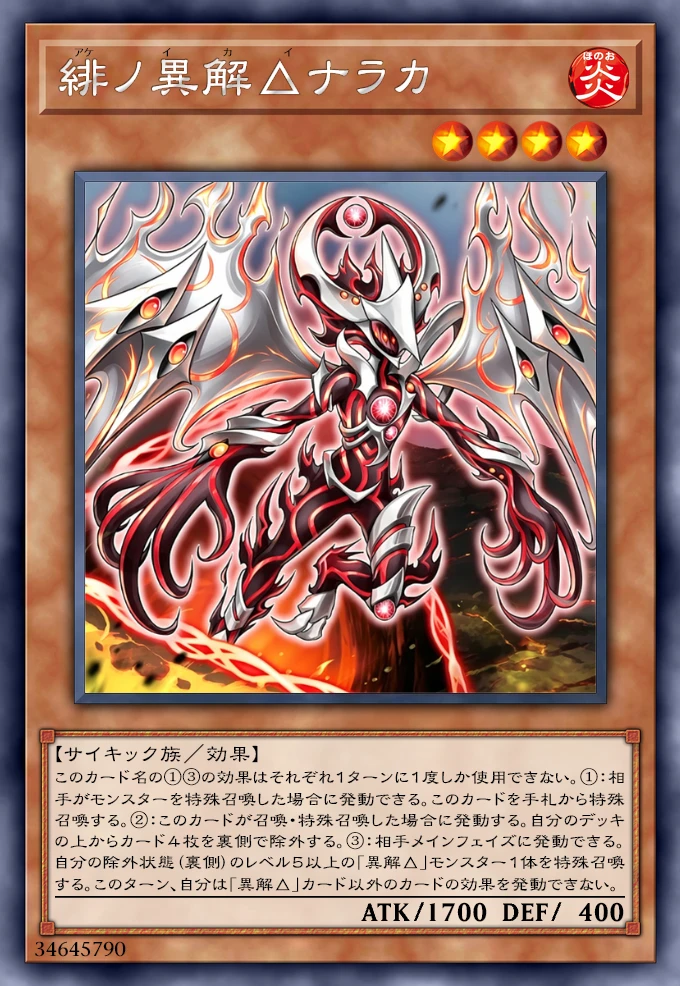 アケ イカイ
緋ノ異解△ナラカ
ほのお
炎
【サイキック族／効果】
このカード名の①③の効果はそれぞれ1ターンに1度しか使用できない。①：相
手がモンスターを特殊召喚した場合に発動できる。このカードを手札から特殊
召喚する。②：このカードが召喚・特殊召喚した場合に発動する。自分のデッキ
の上からカード4枚を裏側で除外する。③：相手メインフェイズに発動できる。
自分の除外状態(裏側)のレベル5以上の「異解△」モンスター1体を特殊召喚
する。このターン、自分は「異解△」カード以外のカードの効果を発動できない。
ATK/1700 DEF/ 400
34645790